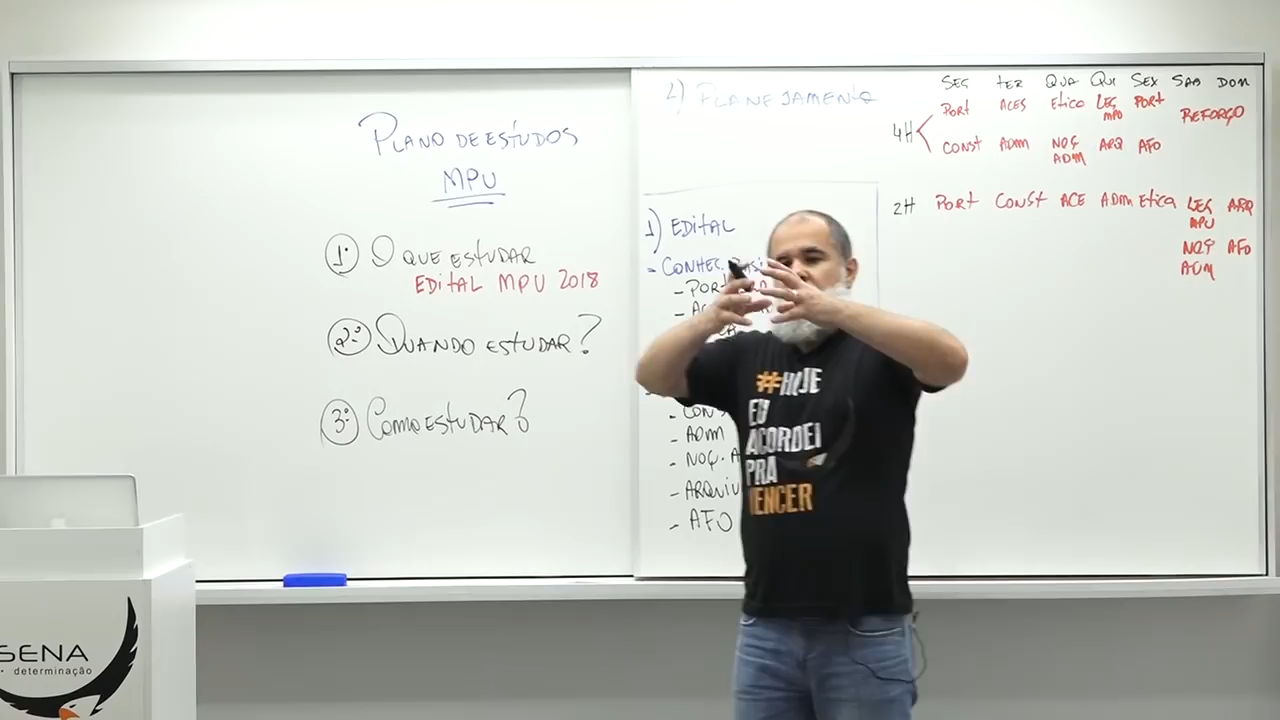 PLANO DE ESTUDOS
MPU
1º O QUE ESTUDAR
EDITAL MPU 2018
2º QUANDO ESTUDAR?
3º COMO ESTUDAR?
2) PLANEJAMENTO
1) EDITAL
- CONHEC.
- CONS
- ADM
- NOÇ. A
- ARQUIV
- AFO
SEG TER QUA QUI SEX SAB DOM
4H PORT ACES ETICA LEG MPU PORT REFORÇO
CONST ADM NOÇ ADM ARQ AFO
2H PORT CONST ACE ADM ETICA LEG MPU ARQ
NOÇ ADM AFO
#HOJE
EU
ACORDEI
PRA
VENCER
SENA
determinação